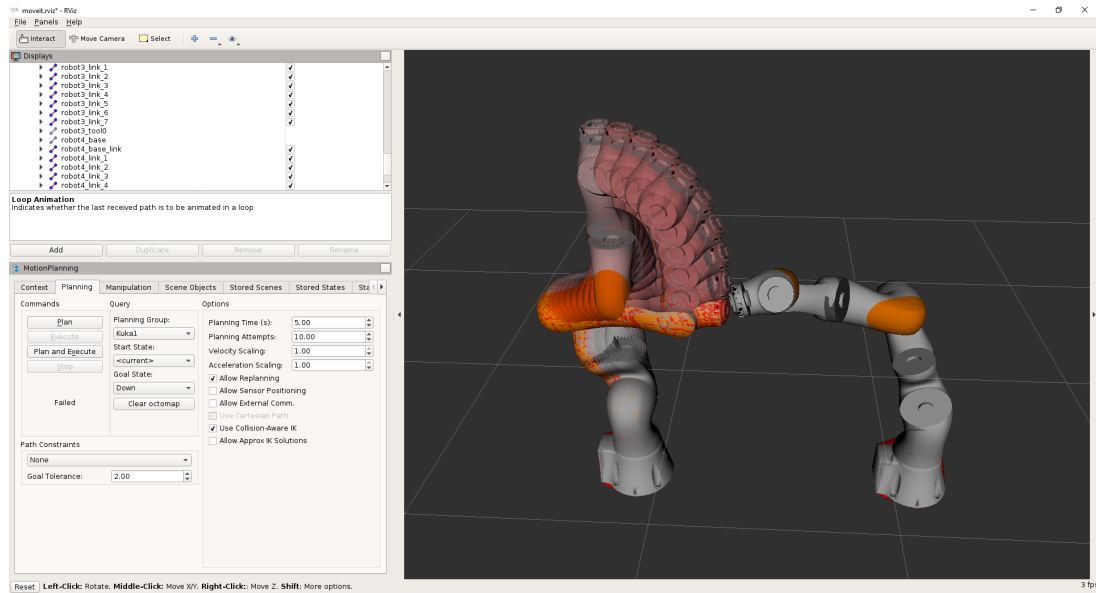 moveit.rviz* - RViz
File Panels Help
Interact Move Camera Select
Displays
robot3_link_1
robot3_link_2
robot3_link_3
robot3_link_4
robot3_link_5
robot3_link_6
robot3_link_7
robot3_tool0
robot4_base
robot4_base_link
robot4_link_1
robot4_link_2
robot4_link_3
robot4_link_4
Loop Animation
Indicates whether the last received path is to be animated in a loop
Add Duplicate Remove Rename
MotionPlanning
Context Planning Manipulation Scene Objects Stored Scenes Stored States Sta
Commands Query Options
Plan
Execute
Plan and Execute
Stop
Failed
Planning Group:
Kuka1
Start State:
<current>
Goal State:
Down
Clear octomap
Planning Time (s): 5.00
Planning Attempts: 10.00
Velocity Scaling: 1.00
Acceleration Scaling: 1.00
Allow Replanning
Allow Sensor Positioning
Allow External Comm.
Use Cartesian Path
Use Collision-Aware IK
Allow Approx IK Solutions
Path Constraints
None
Goal Tolerance: 2.00
Reset Left-Click: Rotate. Middle-Click: Move X/Y. Right-Click:: Move Z. Shift: More options.
3 fps